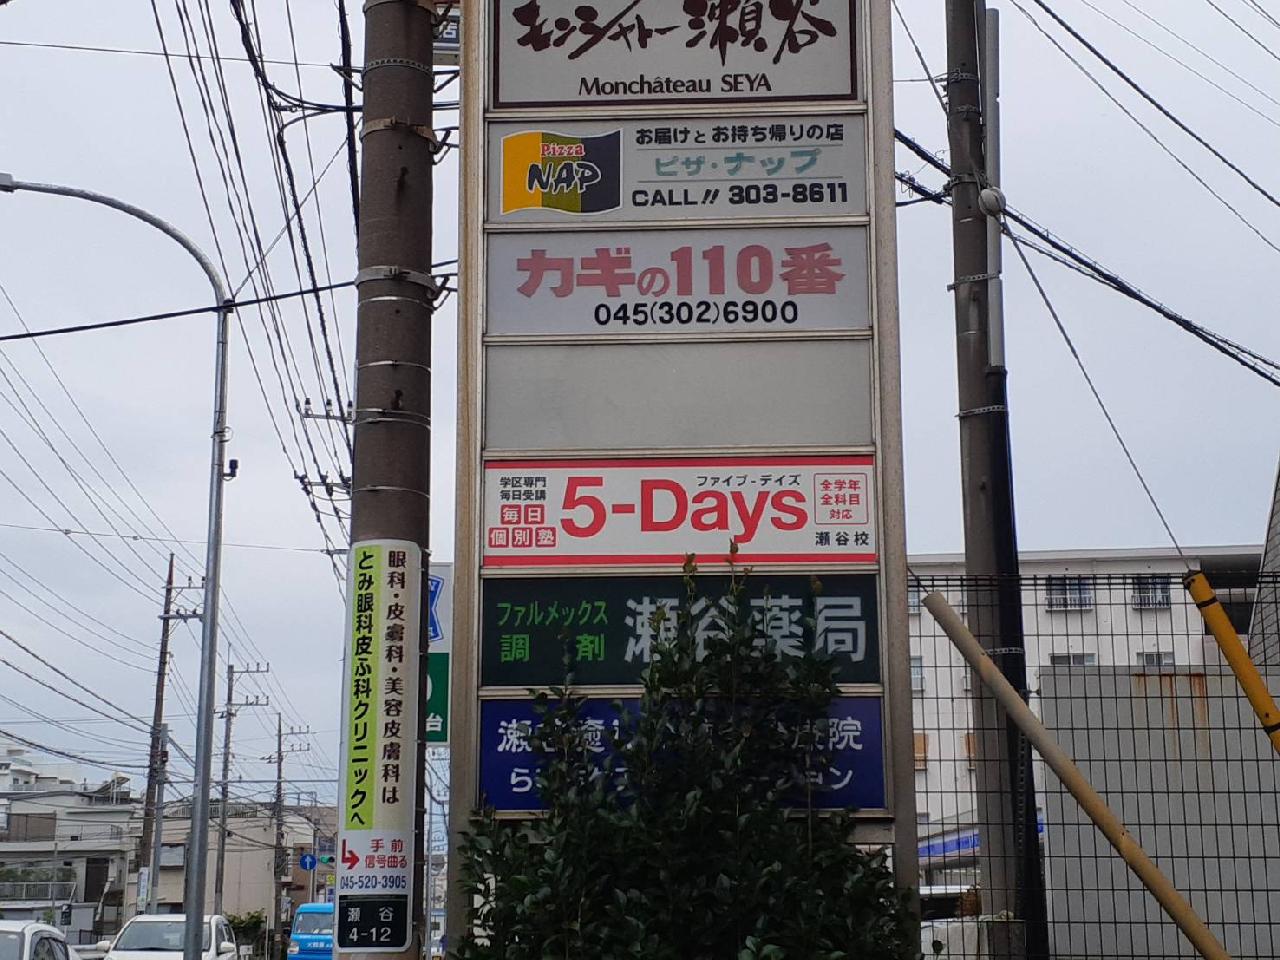 モンシャトー瀬谷
Monchâteau SEYA
お届けとお持ち帰りの店
Pizza
NAP
ピザ・ナップ
CALL!! 303-8611
カギの110番
045(302)6900
学区専門
毎日受講
毎日
個別塾
ファイブ-デイズ
5-Days
全学年
全科目
対応
瀬谷校
ファルメックス
調剤
瀬谷薬局
眼科・皮膚科・美容皮膚科は
とみ眼科皮ふ科クリニックへ
手前
信号曲る
045-520-3905
瀬谷
4-12